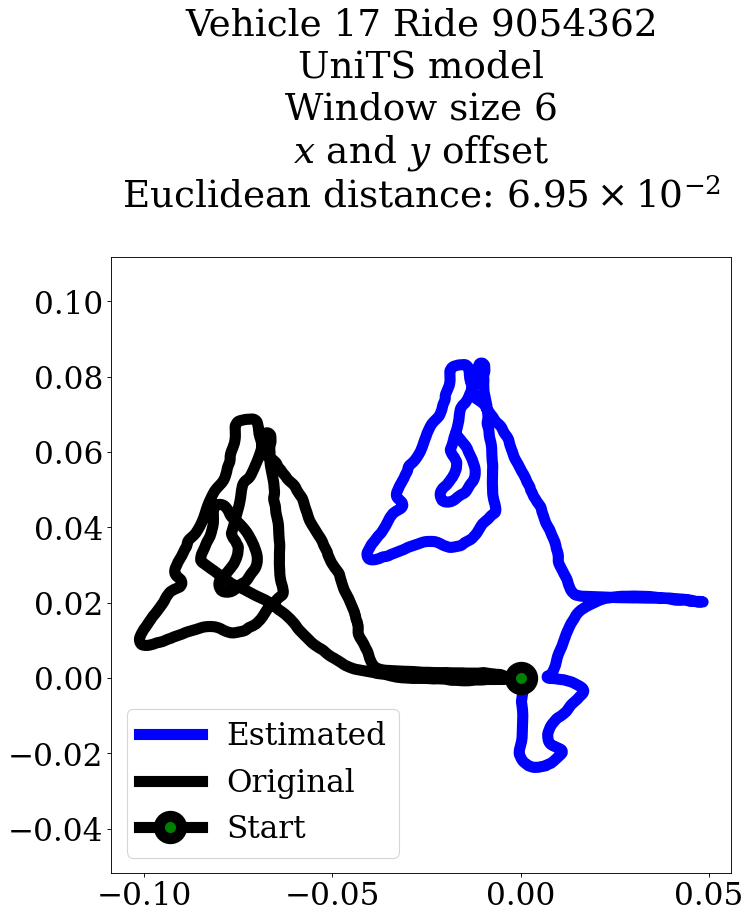 Vehicle 17 Ride 9054362
UniTS model
Window size 6
x and y offset
Euclidean distance: 6.95 × 10⁻²
0.10
0.08
0.06
0.04
0.02
0.00
−0.02
−0.04
Estimated
Original
Start
−0.10 −0.05 0.00 0.05